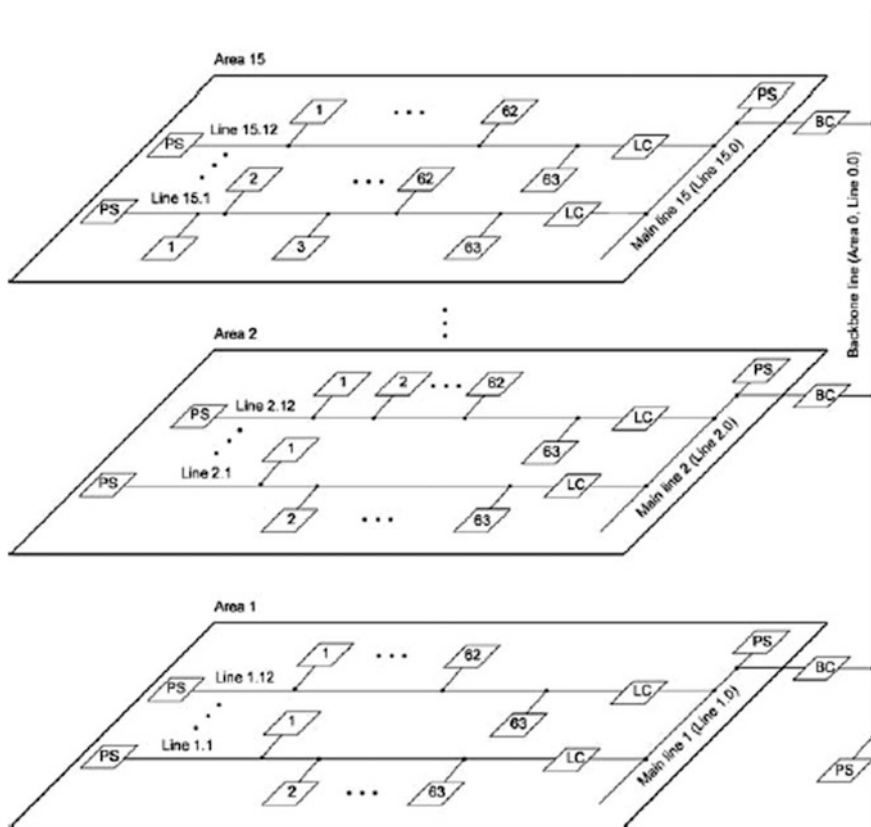 Area 15
PS
1
62
BC
Line 15.12
PS
LC
2
62
63
Line 15.1
PS
LC
1
3
63
Main line 15 (Line 15.0)
Backbone line (Area 0, Line 0.0)
Area 2
PS
1
2
62
BC
Line 2.12
PS
LC
1
63
Line 2.1
PS
LC
2
63
Main line 2 (Line 2.0)
Area 1
PS
1
62
BC
Line 1.12
PS
LC
1
63
Line 1.1
PS
LC
2
63
Main line 1 (Line 1.0)
PS